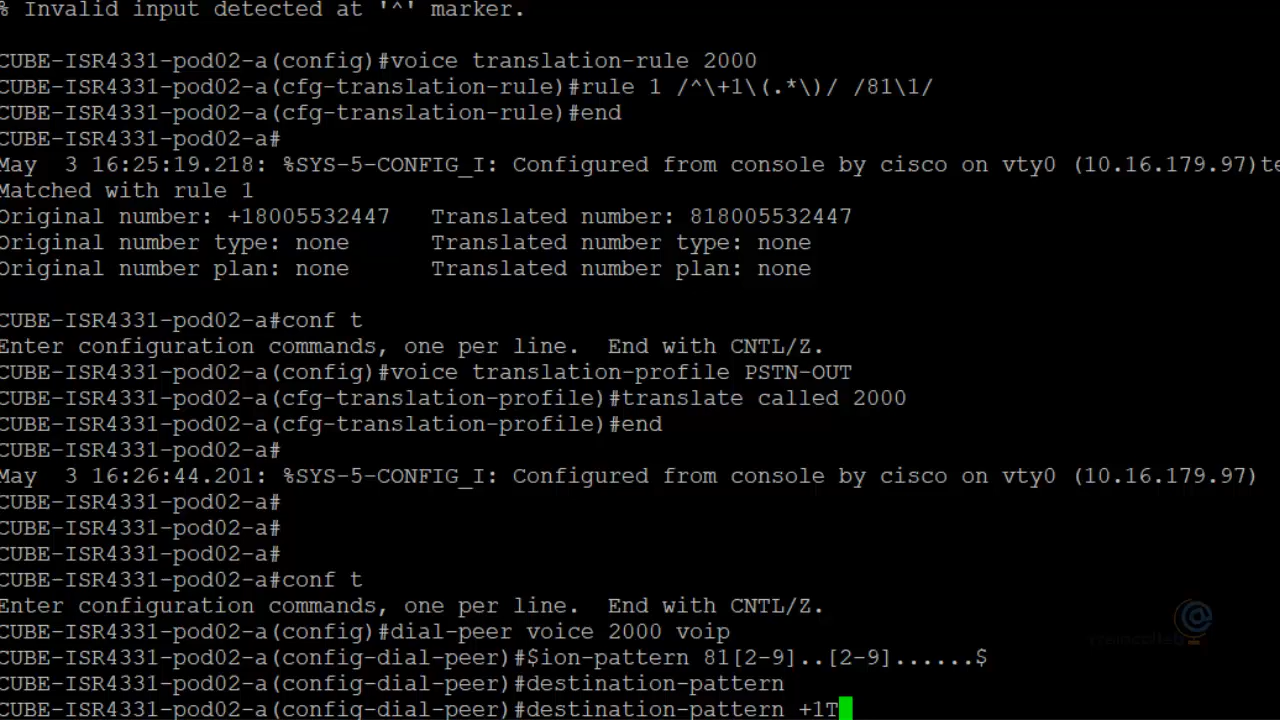 % Invalid input detected at '^' marker.
CUBE-ISR4331-pod02-a(config)#voice translation-rule 2000
CUBE-ISR4331-pod02-a(cfg-translation-rule)#rule 1 /^\+1\(.*\)/ /81\1/
CUBE-ISR4331-pod02-a(cfg-translation-rule)#end
CUBE-ISR4331-pod02-a#
May  3 16:25:19.218: %SYS-5-CONFIG_I: Configured from console by cisco on vty0 (10.16.179.97)te
Matched with rule 1
Original number: +18005532447   Translated number: 818005532447
Original number type: none      Translated number type: none
Original number plan: none      Translated number plan: none
CUBE-ISR4331-pod02-a#conf t
Enter configuration commands, one per line.  End with CNTL/Z.
CUBE-ISR4331-pod02-a(config)#voice translation-profile PSTN-OUT
CUBE-ISR4331-pod02-a(cfg-translation-profile)#translate called 2000
CUBE-ISR4331-pod02-a(cfg-translation-profile)#end
CUBE-ISR4331-pod02-a#
May  3 16:26:44.201: %SYS-5-CONFIG_I: Configured from console by cisco on vty0 (10.16.179.97)
CUBE-ISR4331-pod02-a#
CUBE-ISR4331-pod02-a#
CUBE-ISR4331-pod02-a#
CUBE-ISR4331-pod02-a#conf t
Enter configuration commands, one per line.  End with CNTL/Z.
CUBE-ISR4331-pod02-a(config)#dial-peer voice 2000 voip
CUBE-ISR4331-pod02-a(config-dial-peer)#$ion-pattern 81[2-9]..[2-9]......$
CUBE-ISR4331-pod02-a(config-dial-peer)#destination-pattern
CUBE-ISR4331-pod02-a(config-dial-peer)#destination-pattern +1T